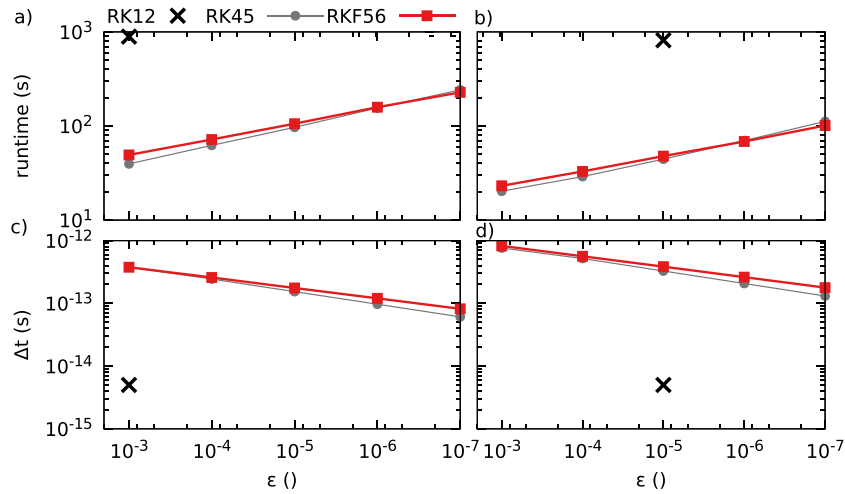 a) RK12 RK45 RKF56 b)
10³
10²
10¹
runtime (s)
c) d)
10⁻¹²
10⁻¹³
10⁻¹⁴
10⁻¹⁵
Δt (s)
10⁻³ 10⁻⁴ 10⁻⁵ 10⁻⁶ 10⁻⁷ 10⁻³ 10⁻⁴ 10⁻⁵ 10⁻⁶ 10⁻⁷
ε () ε ()